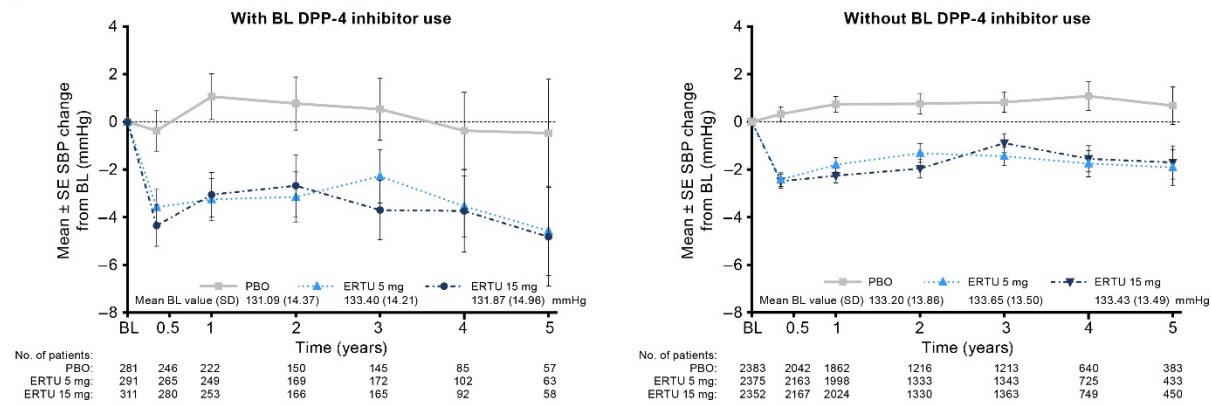 With BL DPP-4 inhibitor use
Mean ± SE SBP change
from BL (mmHg)
4
2
0
–2
–4
–6
–8
PBO ERTU 5 mg ERTU 15 mg
Mean BL value (SD) 131.09 (14.37) 133.40 (14.21) 131.87 (14.96) mmHg
BL 0.5 1 2 3 4 5
Time (years)
No. of patients:
PBO: 281 246 222 150 145 85 57
ERTU 5 mg: 291 265 249 169 172 102 63
ERTU 15 mg: 311 280 253 166 165 92 58
Without BL DPP-4 inhibitor use
Mean ± SE SBP change
from BL (mmHg)
4
2
0
–2
–4
–6
–8
PBO ERTU 5 mg ERTU 15 mg
Mean BL value (SD) 133.20 (13.86) 133.65 (13.50) 133.43 (13.49) mmHg
BL 0.5 1 2 3 4 5
Time (years)
No. of patients:
PBO: 2383 2042 1862 1216 1213 640 383
ERTU 5 mg: 2375 2163 1998 1333 1343 725 433
ERTU 15 mg: 2352 2167 2024 1330 1363 749 450